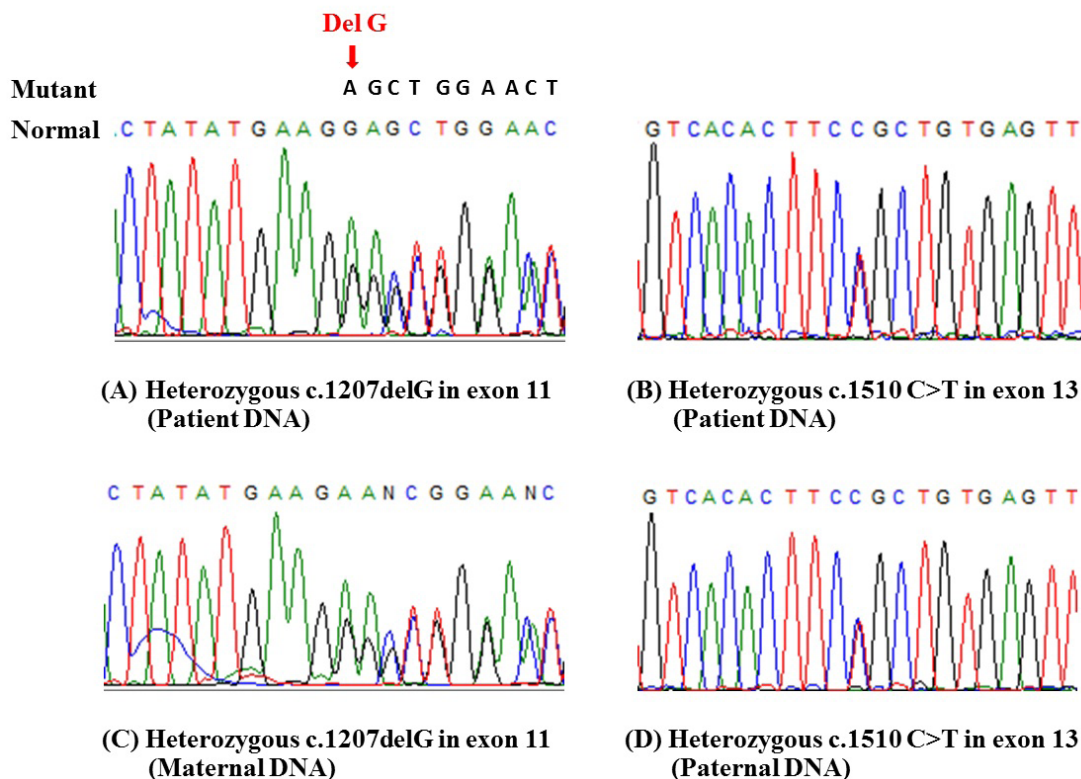 Del G
Mutant A G C T G G A A C T
Normal C T A T A T G A A G G A G C T G G A A C
G T C A C A C T T C C G C T G T G A G T T
(A) Heterozygous c.1207delG in exon 11
(Patient DNA)
(B) Heterozygous c.1510 C>T in exon 13
(Patient DNA)
C T A T A T G A A G A A N C G G A A N C
G T C A C A C T T C C G C T G T G A G T T
(C) Heterozygous c.1207delG in exon 11
(Maternal DNA)
(D) Heterozygous c.1510 C>T in exon 13
(Paternal DNA)